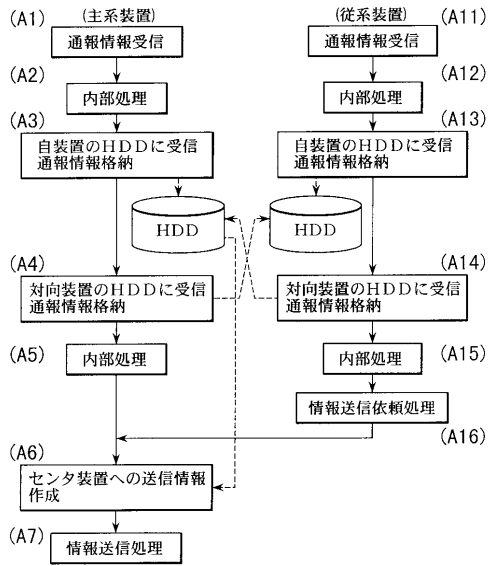 (主系装置)
(従系装置)
(A1)
通報情報受信
(A11)
通報情報受信
(A2)
内部処理
(A12)
内部処理
(A3)
自装置のHDDに受信
通報情報格納
(A13)
自装置のHDDに受信
通報情報格納
HDD
HDD
(A4)
対向装置のHDDに受信
通報情報格納
(A14)
対向装置のHDDに受信
通報情報格納
(A5)
内部処理
(A15)
内部処理
情報送信依頼処理
(A16)
(A6)
センタ装置への送信情報
作成
(A7)
情報送信処理